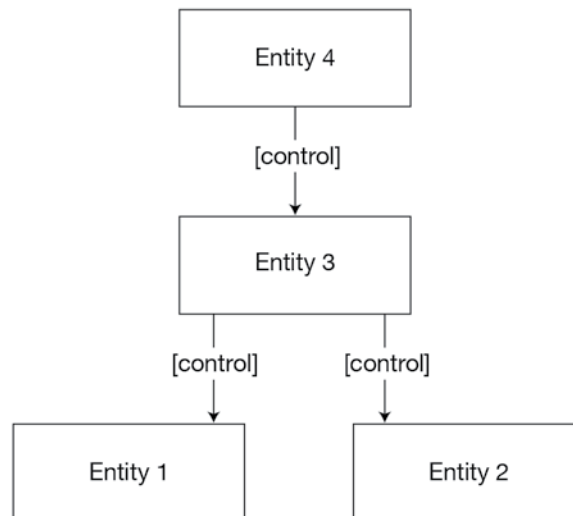 Entity 4
[control]
Entity 3
[control] [control]
Entity 1 Entity 2